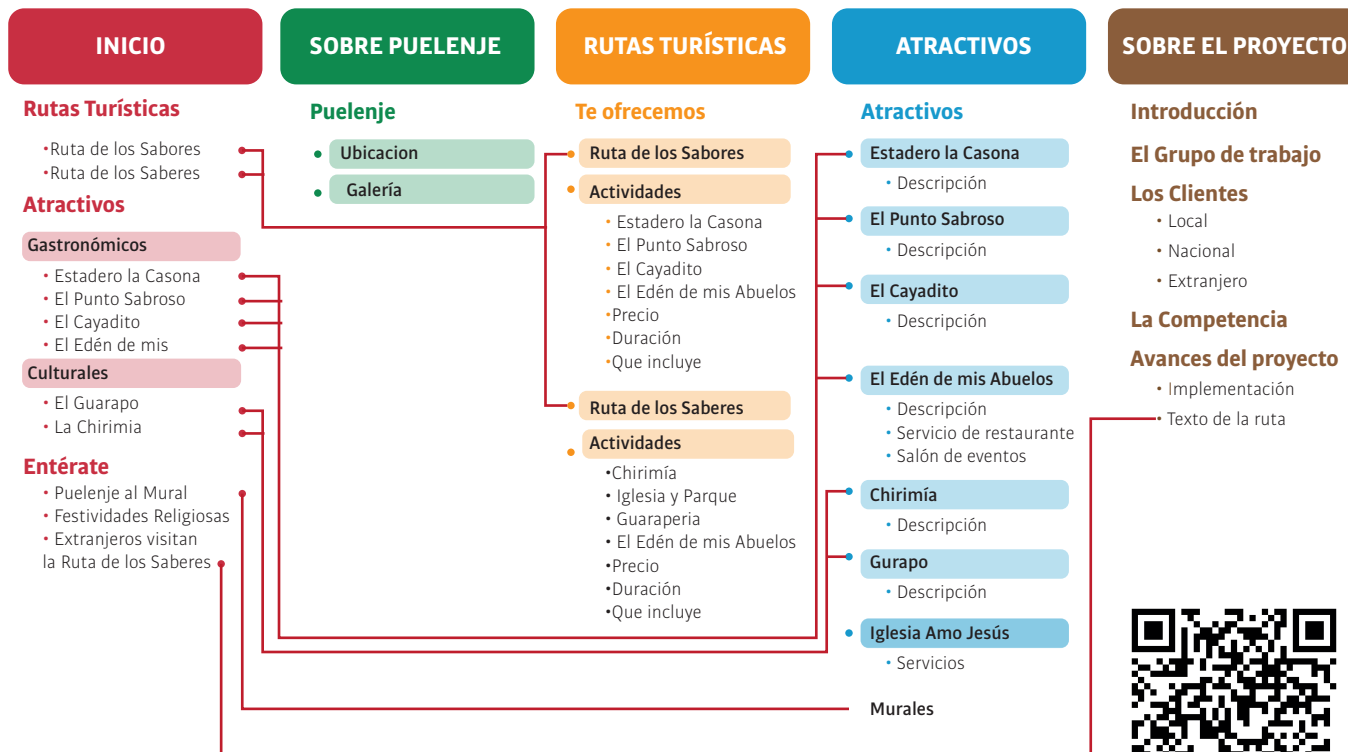 INICIO
Rutas Turísticas
•Ruta de los Sabores
•Ruta de los Saberes
Atractivos
Gastronómicos
• Estadero la Casona
• El Punto Sabroso
• El Cayadito
• El Edén de mis
Culturales
• El Guarapo
• La Chirimia
Entérate
• Puelenje al Mural
• Festividades Religiosas
• Extranjeros visitan
la Ruta de los Saberes
SOBRE PUELENJE
Puelenje
• Ubicacion
• Galería
RUTAS TURÍSTICAS
Te ofrecemos
• Ruta de los Sabores
• Actividades
• Estadero la Casona
• El Punto Sabroso
• El Cayadito
• El Edén de mis Abuelos
•Precio
•Duración
•Que incluye
• Ruta de los Saberes
• Actividades
•Chirimía
• Iglesia y Parque
• Guaraperia
• El Edén de mis Abuelos
•Precio
•Duración
•Que incluye
ATRACTIVOS
Atractivos
• Estadero la Casona
• Descripción
• El Punto Sabroso
• Descripción
• El Cayadito
• Descripción
• El Edén de mis Abuelos
• Descripción
• Servicio de restaurante
• Salón de eventos
• Chirimía
• Descripción
• Gurapo
• Descripción
• Iglesia Amo Jesús
• Servicios
Murales
SOBRE EL PROYECTO
Introducción
El Grupo de trabajo
Los Clientes
• Local
• Nacional
• Extranjero
La Competencia
Avances del proyecto
• Implementación
• Texto de la ruta